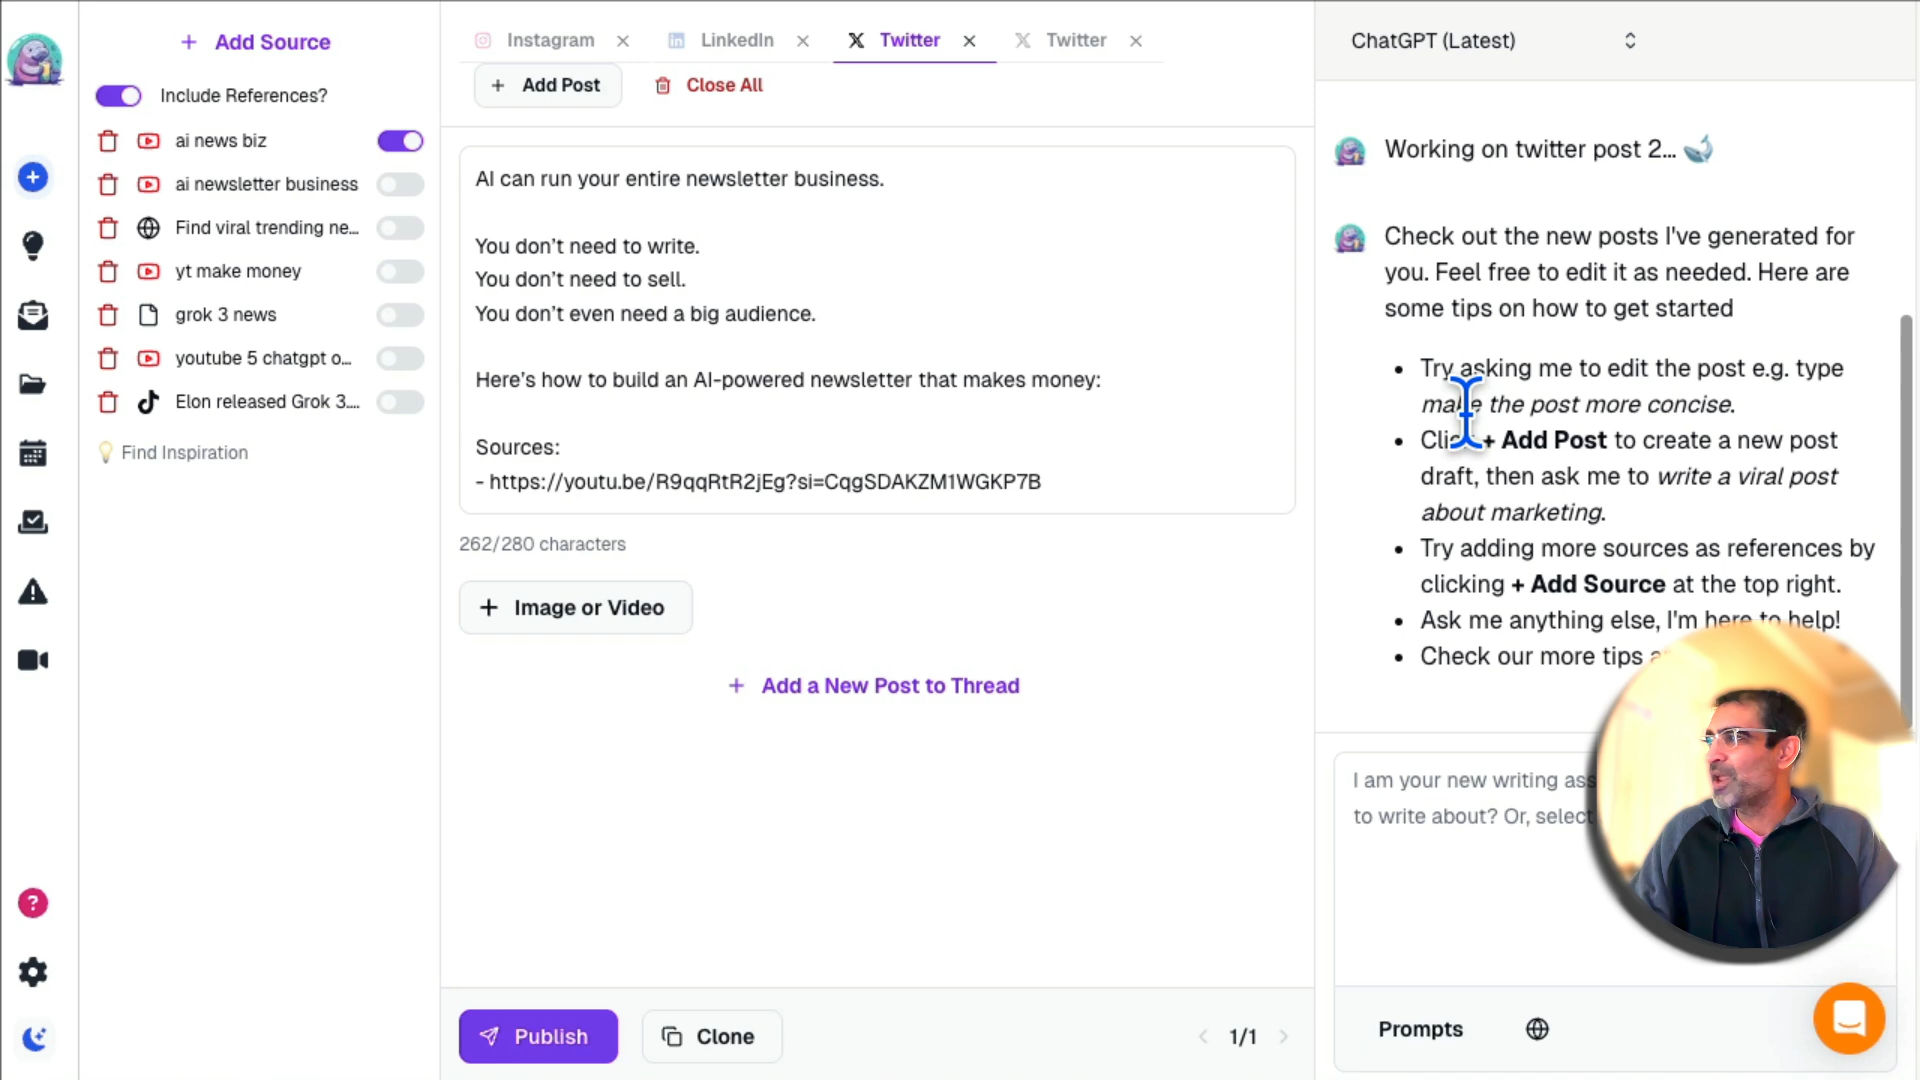 + Add Source
Include References?
ai news biz
ai newsletter business
Find viral trending ne...
yt make money
grok 3 news
youtube 5 chatgpt o...
Elon released Grok 3....
Find Inspiration
Instagram
LinkedIn
Twitter
Twitter
+ Add Post
Close All
AI can run your entire newsletter business.
You don’t need to write.
You don’t need to sell.
You don’t even need a big audience.
Here’s how to build an AI-powered newsletter that makes money:
Sources:
- https://youtu.be/R9qqRtR2jEg?si=CqgSDAKZM1WGKP7B
262/280 characters
+ Image or Video
+ Add a New Post to Thread
Publish
Clone
1/1
ChatGPT (Latest)
Working on twitter post 2...
Check out the new posts I've generated for
you. Feel free to edit it as needed. Here are
some tips on how to get started
• Try asking me to edit the post e.g. type
make the post more concise.
• Click + Add Post to create a new post
draft, then ask me to write a viral post
about marketing.
• Try adding more sources as references by
clicking + Add Source at the top right.
• Ask me anything else, I'm here to help!
• Check our more tips
I am your new writing
to write about? Or, select
Prompts